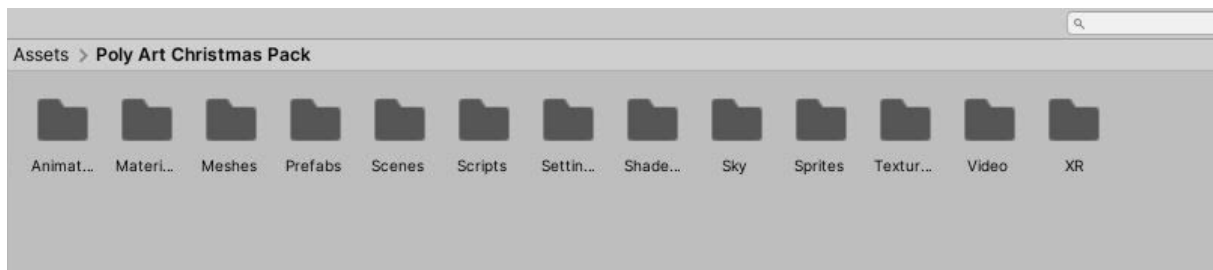 Assets > Poly Art Christmas Pack
Animat... Materi... Meshes Prefabs Scenes Scripts Settin... Shade... Sky Sprites Textur... Video XR